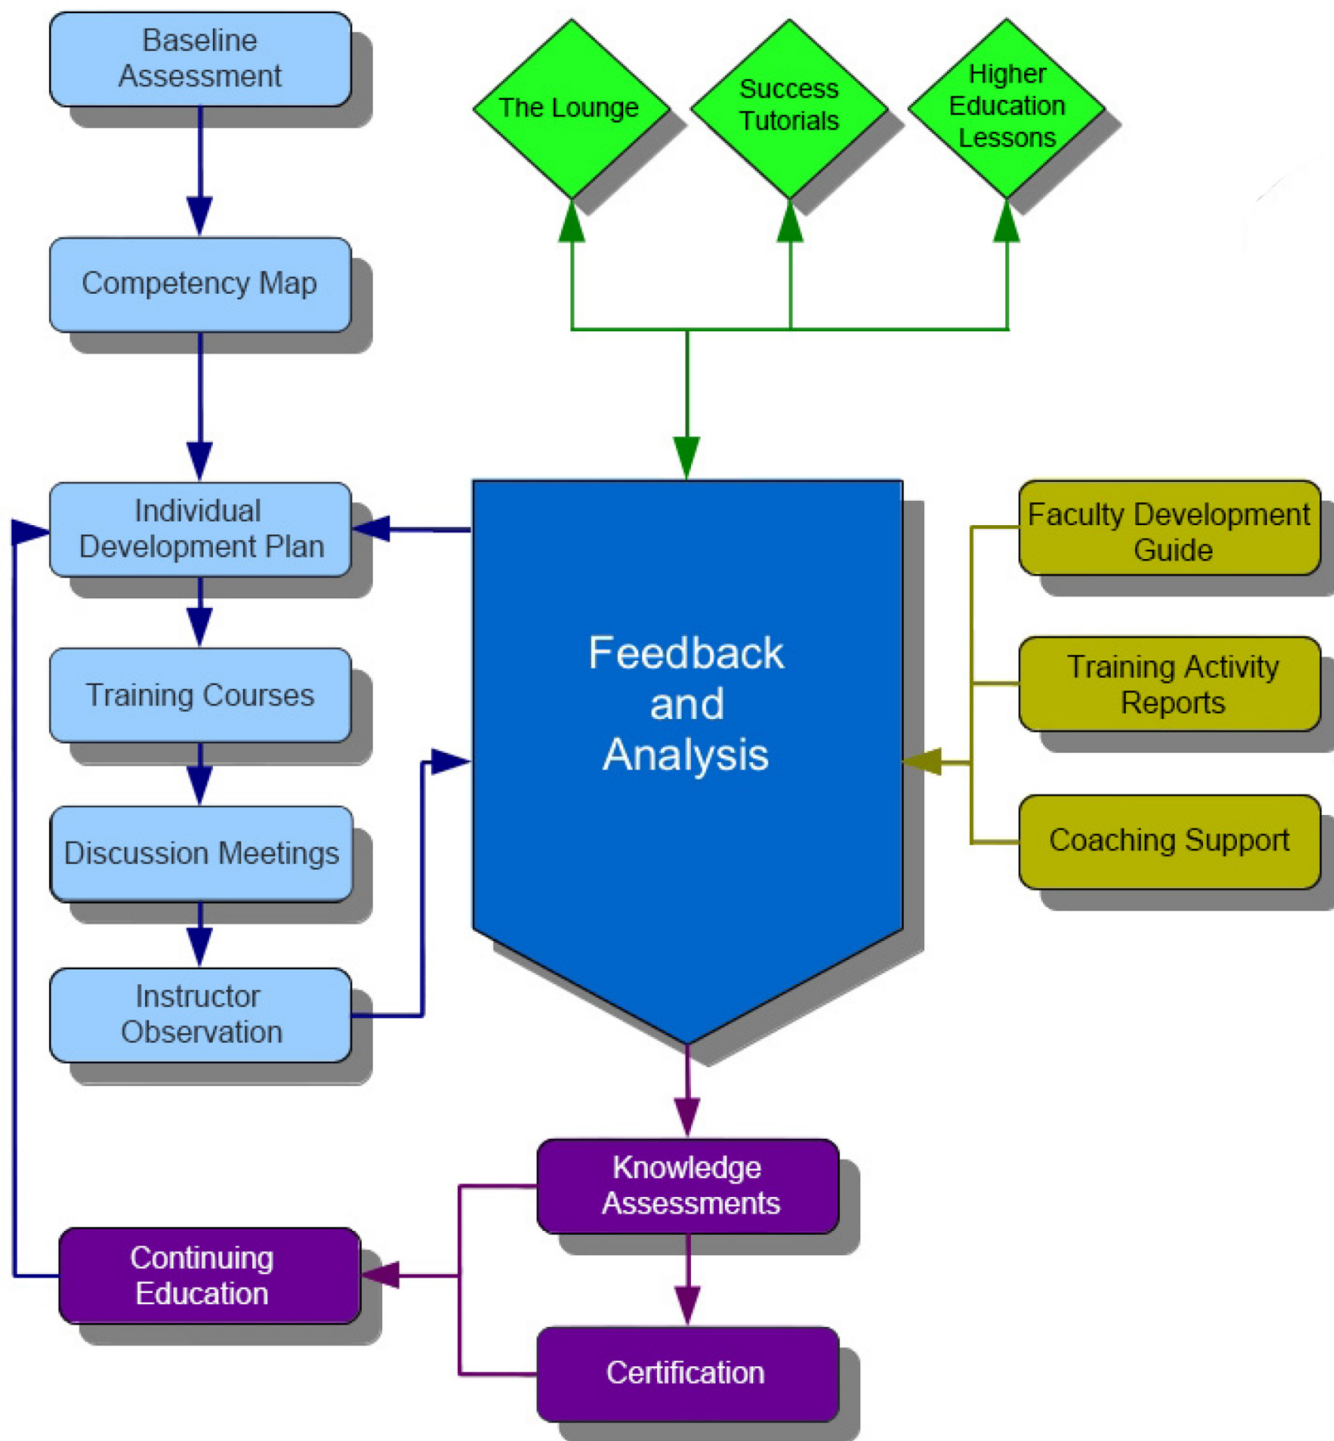 Baseline
Assessment
The Lounge
Success
Tutorials
Higher
Education
Lessons
Competency Map
Individual
Development Plan
Feedback
and
Analysis
Faculty Development
Guide
Training Courses
Training Activity
Reports
Discussion Meetings
Coaching Support
Instructor
Observation
Knowledge
Assessments
Continuing
Education
Certification